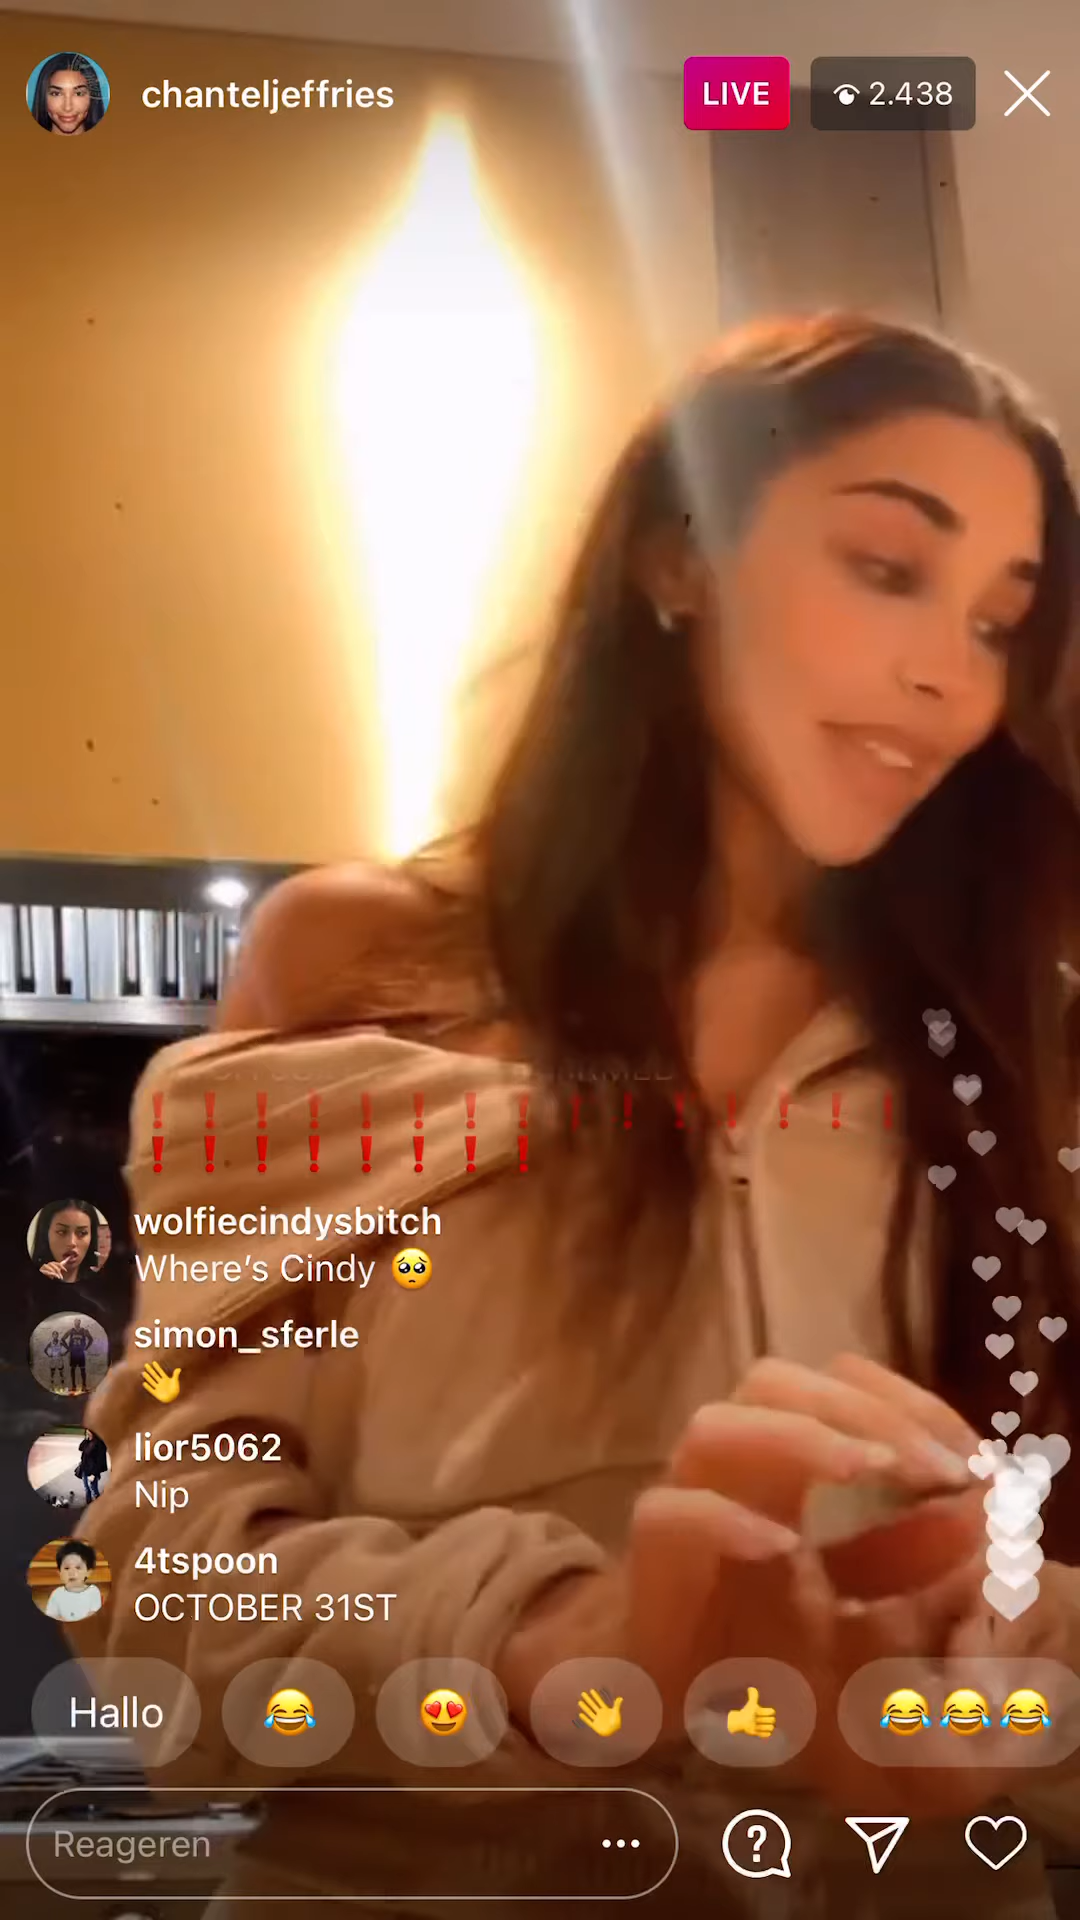 chanteljeffries
LIVE
2.438
❗❗❗❗❗❗❗❗❗❗❗❗❗❗❗
❗❗❗❗❗❗❗❗
wolfiecindysbitch
Where's Cindy 🥺
simon_sferle
👋
lior5062
Nip
4tspoon
OCTOBER 31ST
Hallo 😂 😍 👋 👍 😂😂😂
Reageren